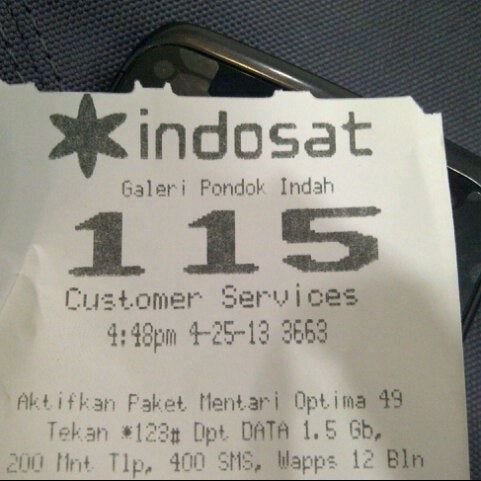 indosat
Galeri Pondok Indah
115
Customer Services
4:48pm 4-25-13 3663
Aktifkan Paket Mentari Optima 49
Tekan *123# Dpt DATA 1.5 Gb,
200 Mnt Tlp, 400 SMS, Wapps 12 Bln